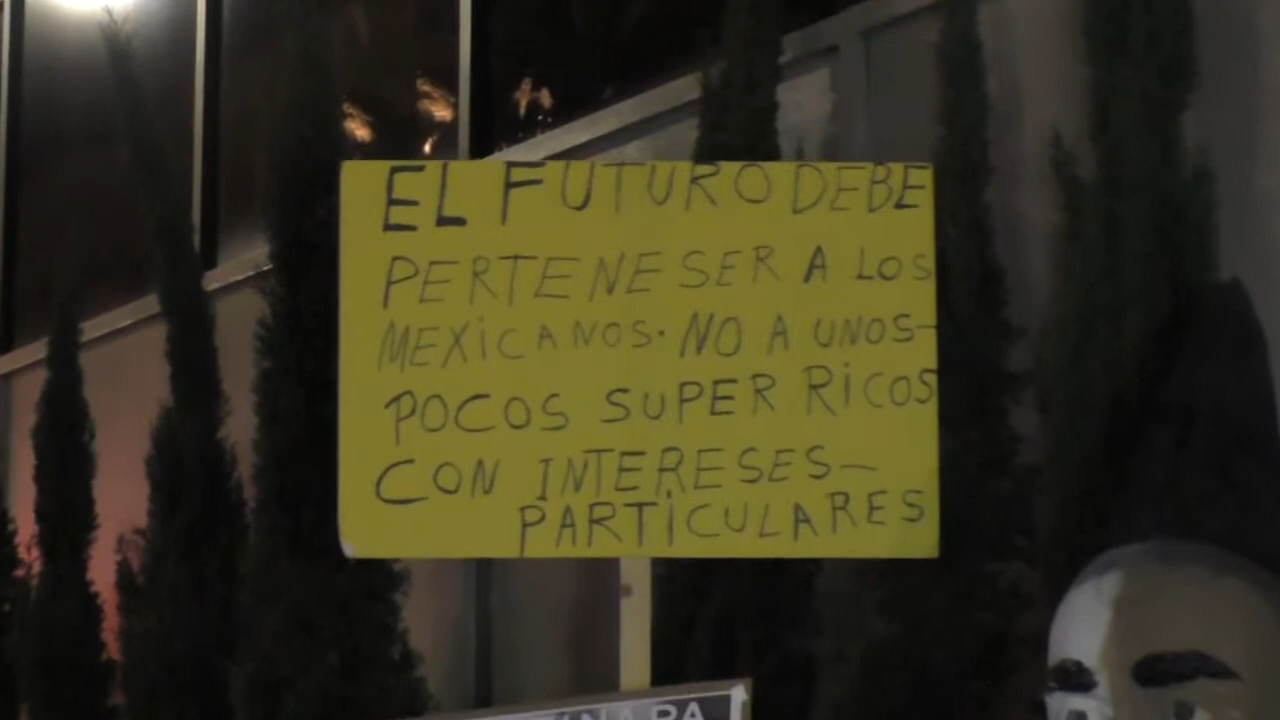 EL FUTURO DEBE
PERTENESER A LOS
MEXiCANOS. NO A UNOS-
POCOS SUPER RiCOS
CON INTERESES-
PARTiCULARES